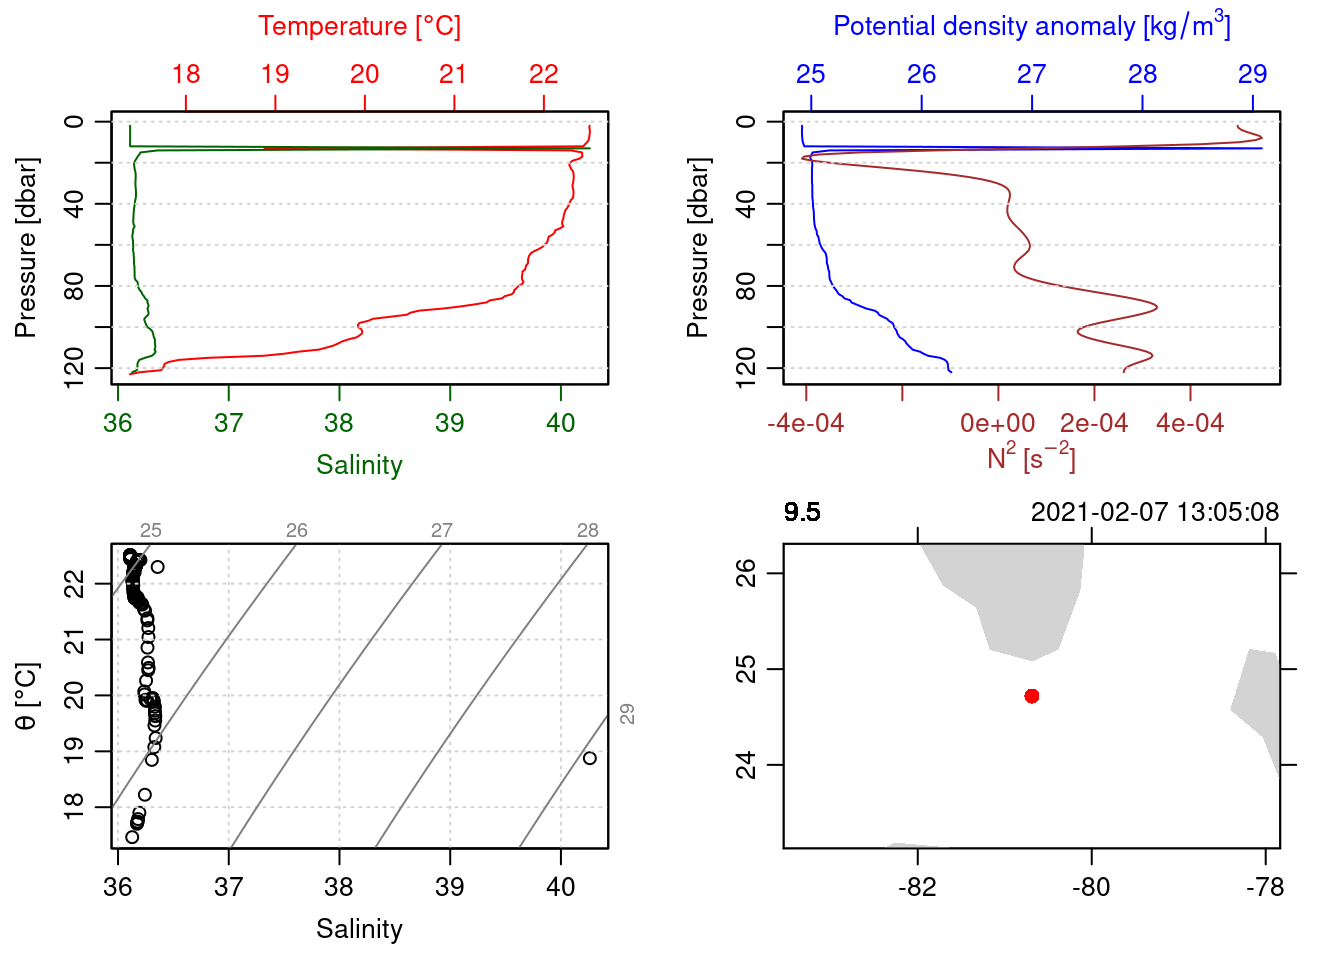 Temperature [°C]
18 19 20 21 22
Pressure [dbar]
0 40 80 120
36 37 38 39 40
Salinity
Potential density anomaly [kg/m³]
25 26 27 28 29
Pressure [dbar]
0 40 80 120
-4e-04 0e+00 2e-04 4e-04
N² [s⁻²]
25 26 27 28
29
θ [°C]
18 19 20 21 22
36 37 38 39 40
Salinity
9.5 2021-02-07 13:05:08
24 25 26
-82 -80 -78